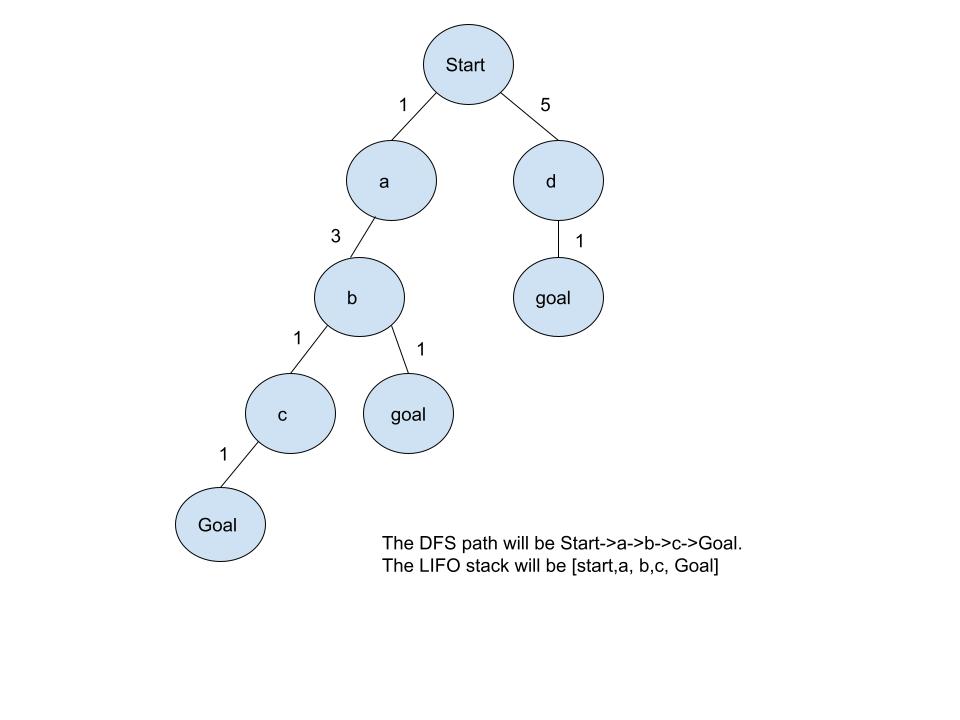 Start
1
5
a
d
3
1
b
goal
1
1
c
goal
1
Goal
The DFS path will be Start->a->b->c->Goal.
The LIFO stack will be [start,a, b,c, Goal]